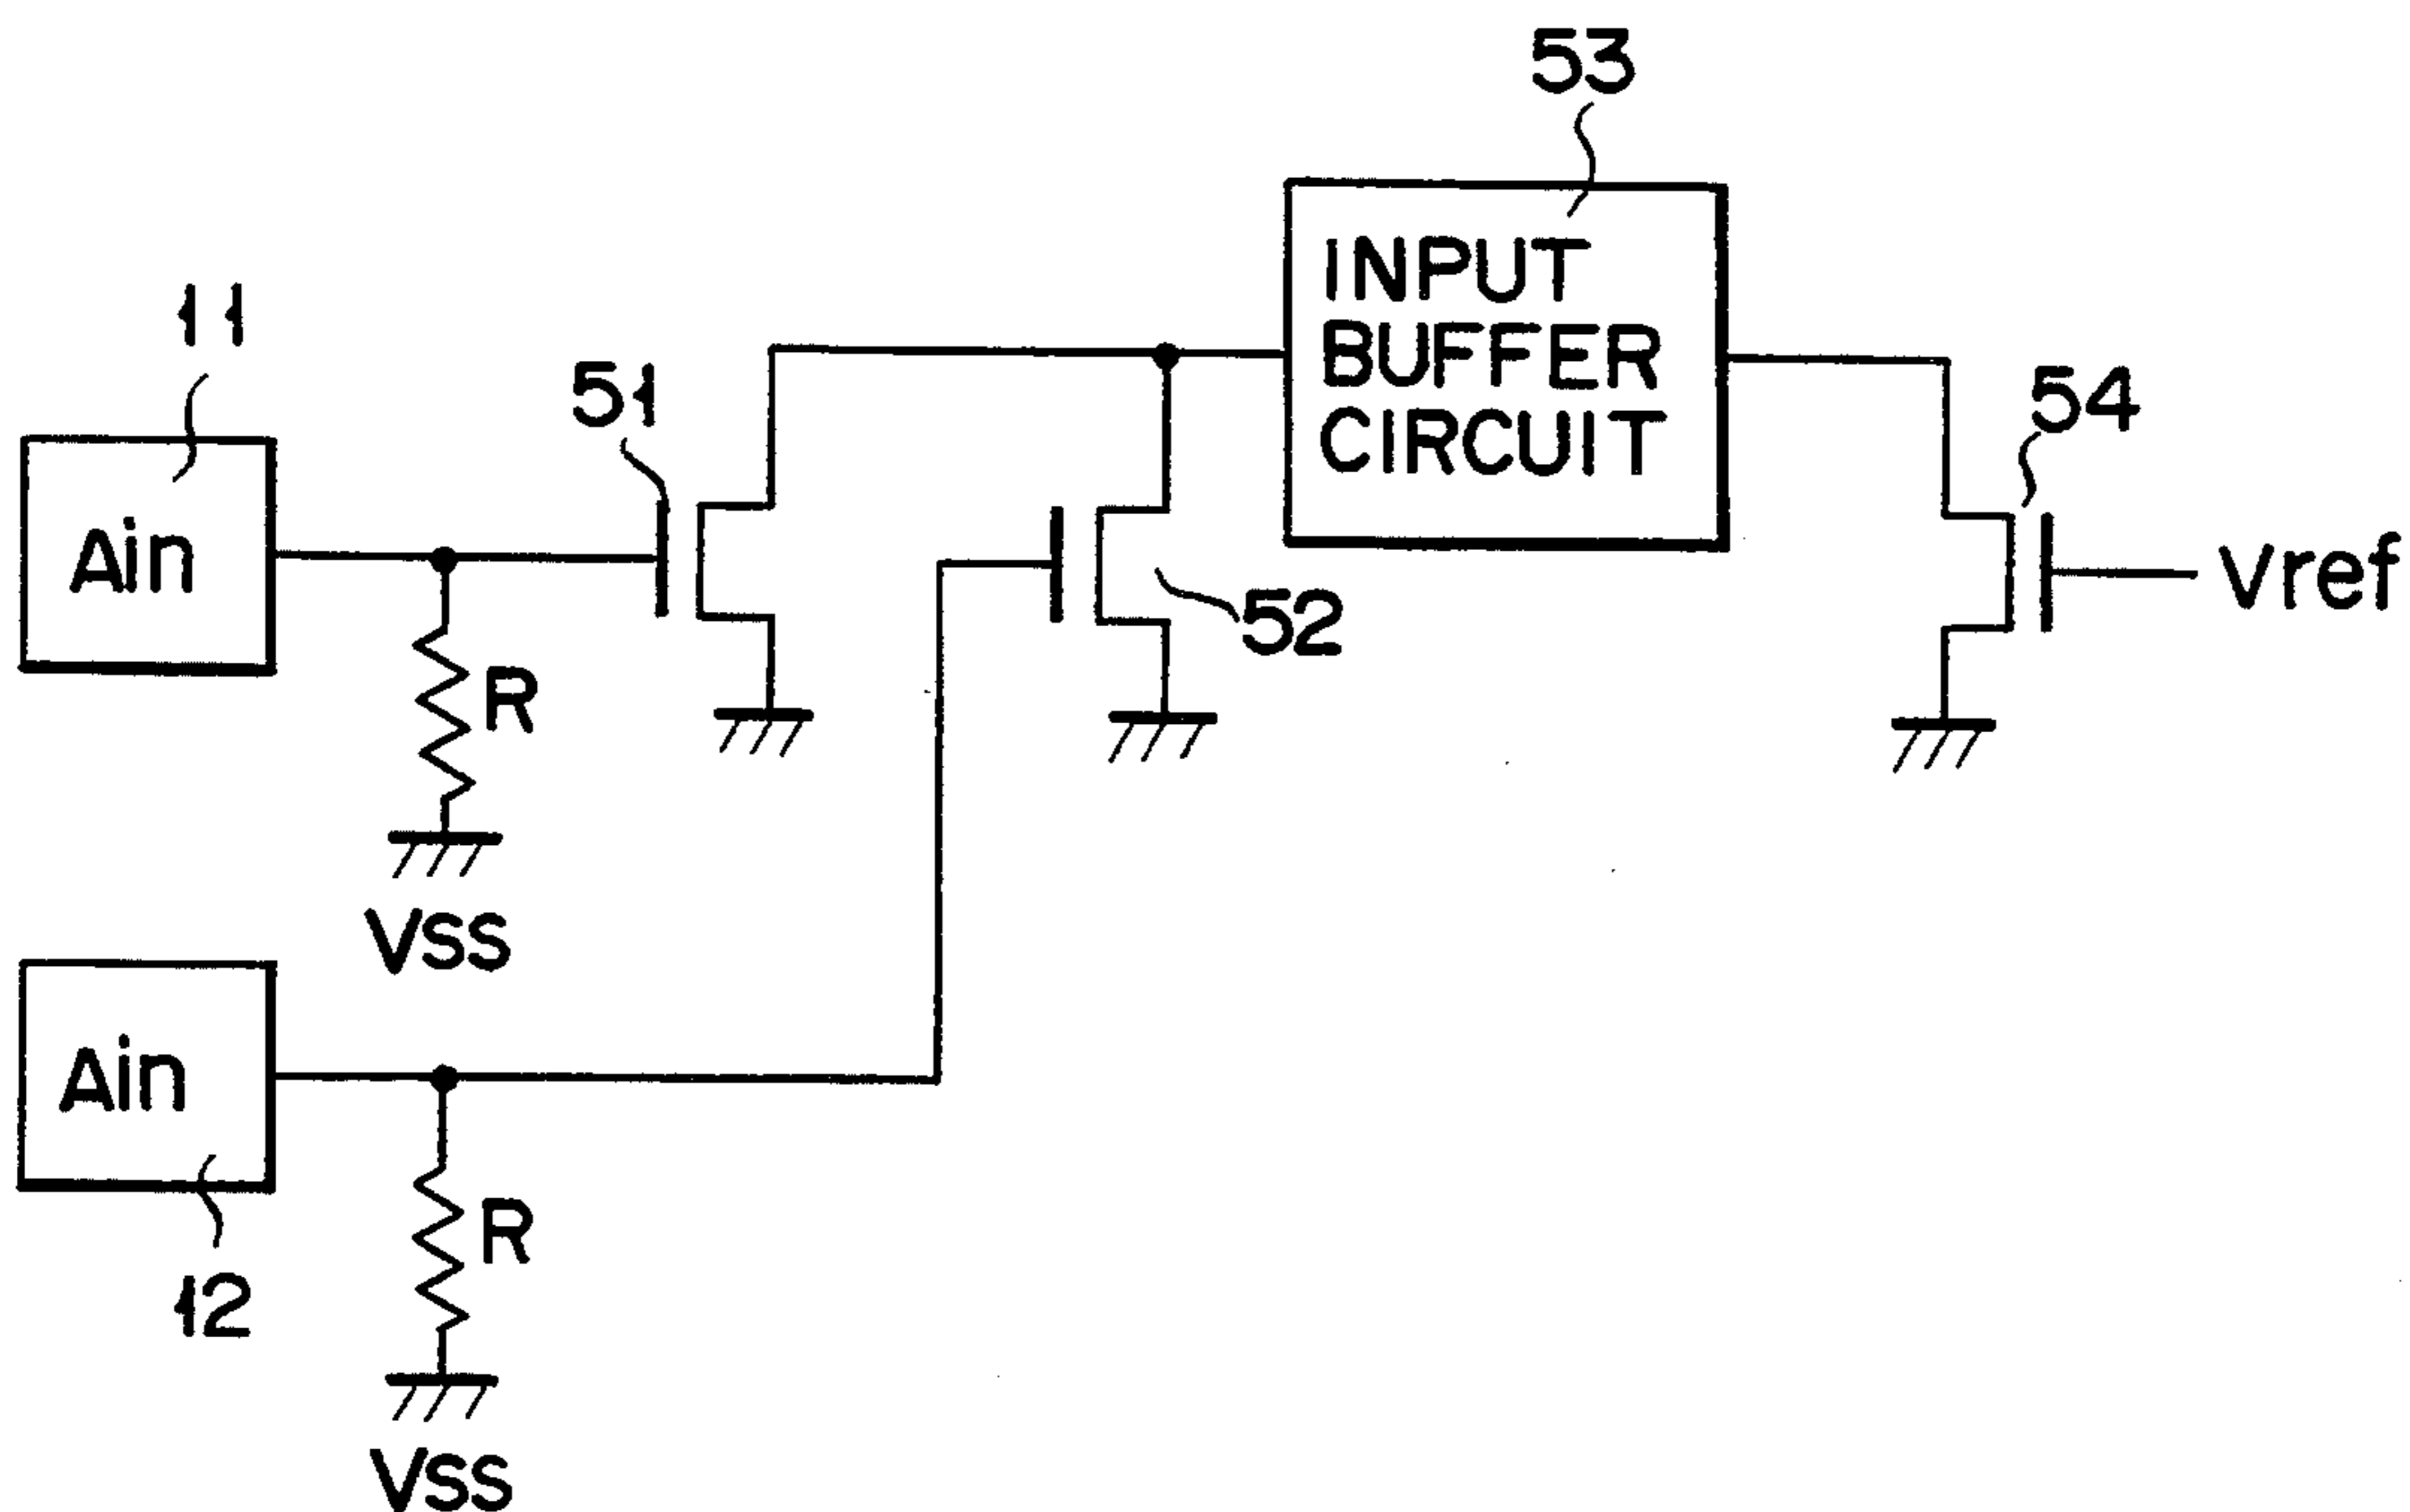 53
INPUT
BUFFER
CIRCUIT
11
51
54
Ain
Vref
52
R
VSS
Ain
R
12
VSS